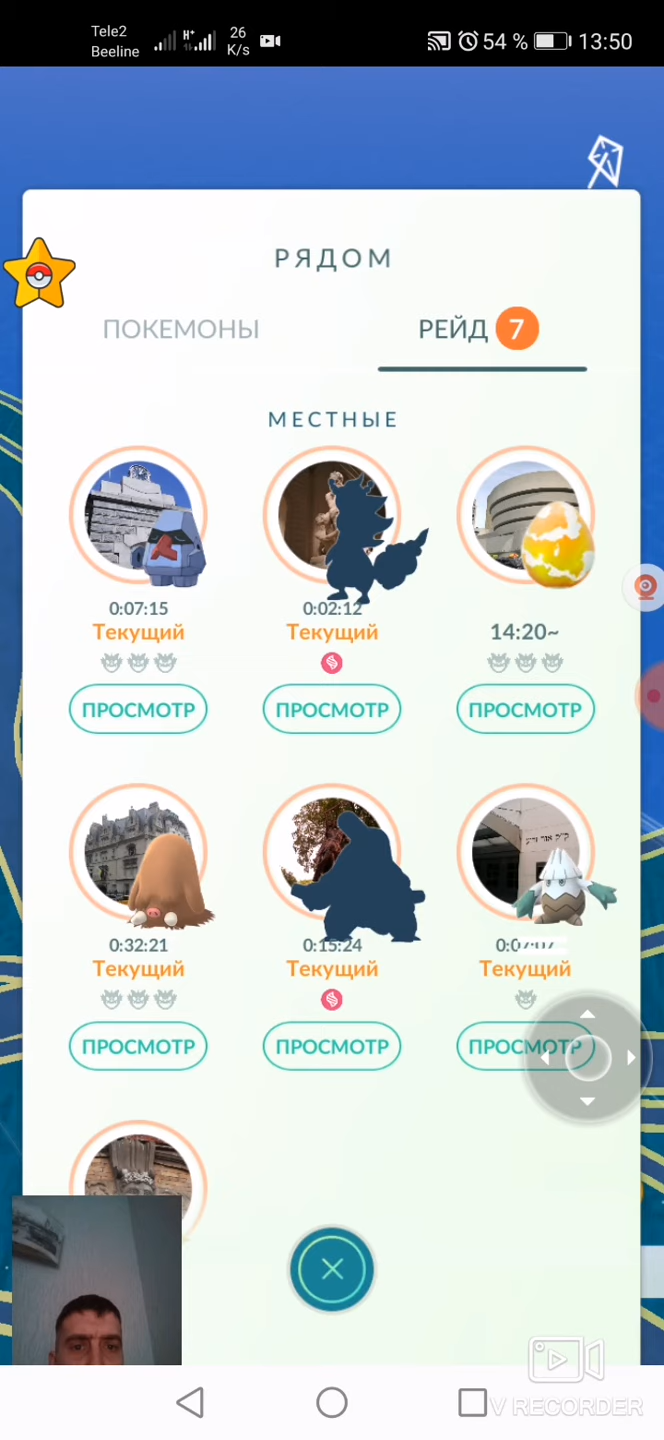 Tele2
Beeline
H+
26
K/s
54 %
13:50
РЯДОМ
ПОКЕМОНЫ
РЕЙД 7
МЕСТНЫЕ
0:07:15
0:02:12
Текущий
Текущий
14:20~
ПРОСМОТР
ПРОСМОТР
ПРОСМОТР
0:32:21
0:15:24
Текущий
Текущий
Текущий
ПРОСМОТР
ПРОСМОТР
ПРОСМОТР
V RECORDER